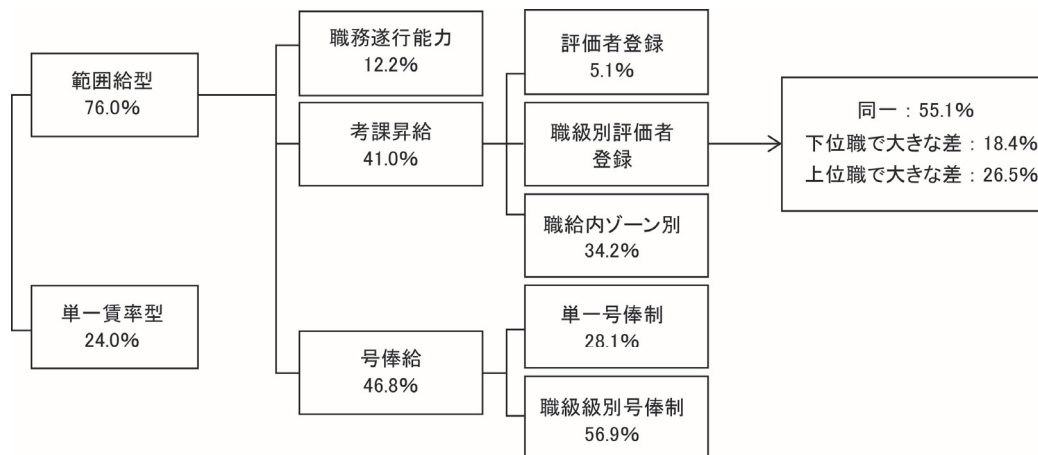 範囲給型
76.0%
単一賃率型
24.0%
職務遂行能力
12.2%
考課昇給
41.0%
号俸給
46.8%
評価者登録
5.1%
職級別評価者
登録
職給内ゾーン別
34.2%
単一号俸制
28.1%
職級級別号俸制
56.9%
同一：55.1%
下位職で大きな差：18.4%
上位職で大きな差：26.5%